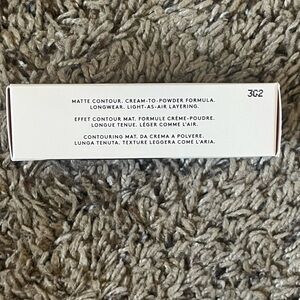 3G2
MATTE CONTOUR. CREAM-TO-POWDER FORMULA.
LONGWEAR. LIGHT-AS-AIR LAYERING.
EFFET CONTOUR MAT. FORMULE CRÈME-POUDRE.
LONGUE TENUE. LÉGER COMME L'AIR.
CONTOURING MAT. DA CREMA A POLVERE.
LUNGA TENUTA. TEXTURE LEGGERA COME L'ARIA.